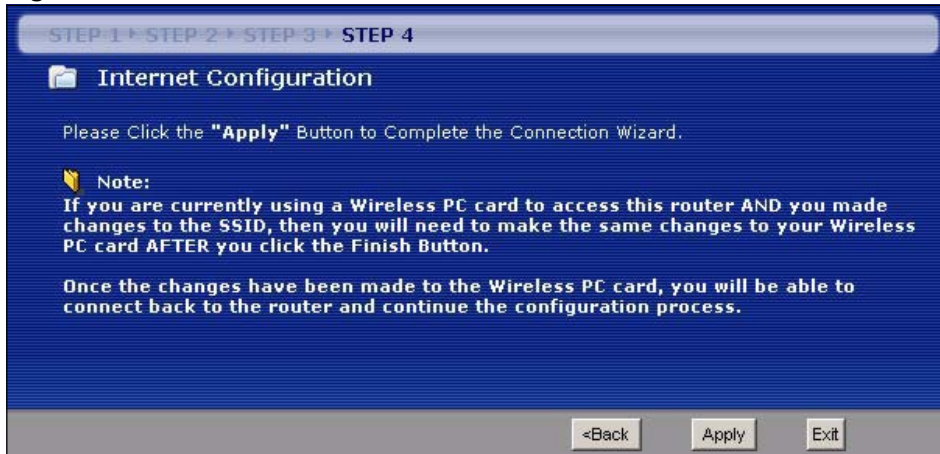 STEP 1 ▸ STEP 2 ▸ STEP 3 ▸ STEP 4
Internet Configuration
Please Click the "Apply" Button to Complete the Connection Wizard.
Note:
If you are currently using a Wireless PC card to access this router AND you made
changes to the SSID, then you will need to make the same changes to your Wireless
PC card AFTER you click the Finish Button.
Once the changes have been made to the Wireless PC card, you will be able to
connect back to the router and continue the configuration process.
<Back Apply Exit